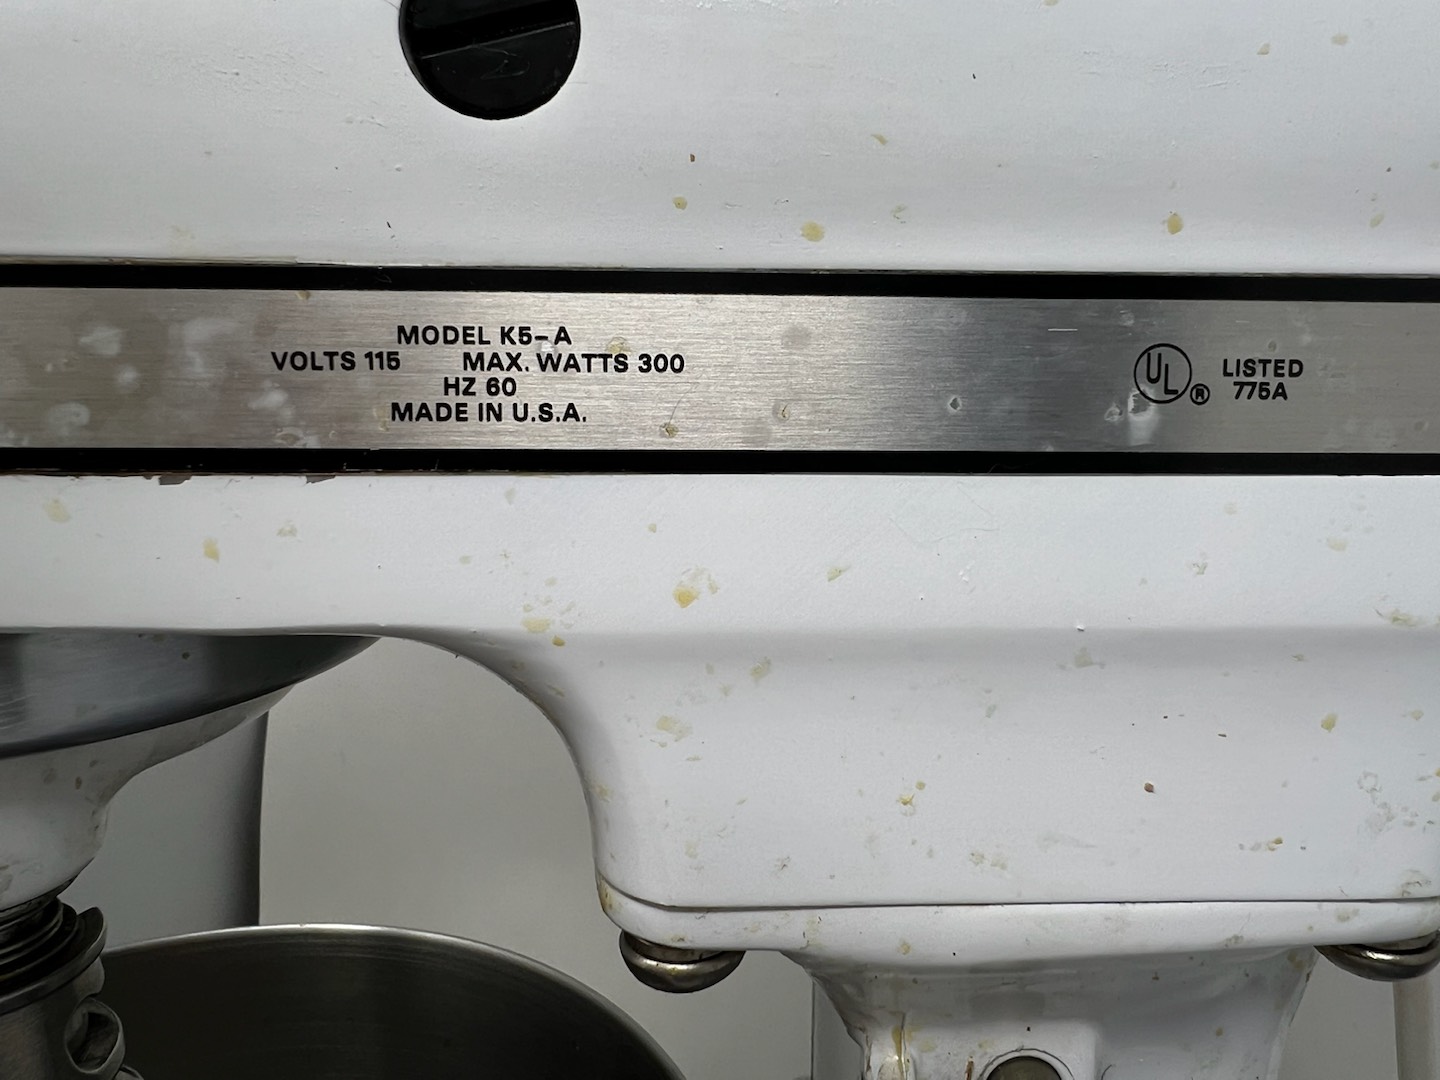 MODEL K5-A
VOLTS 115 MAX. WATTS 300
HZ 60
MADE IN U.S.A.
UL® LISTED
775A